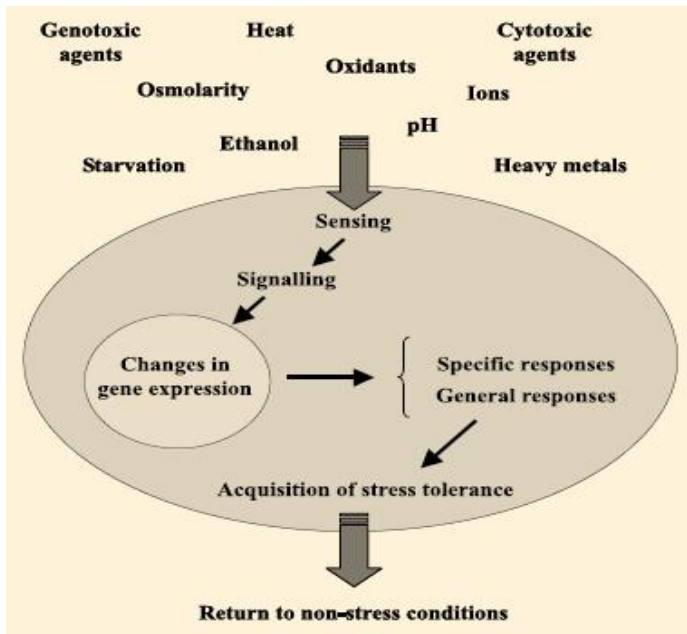 Genotoxic
agents
Heat
Cytotoxic
agents
Oxidants
Osmolarity
Ions
pH
Ethanol
Starvation
Heavy metals
Sensing
Signalling
Changes in
gene expression
Specific responses
General responses
Acquisition of stress tolerance
Return to non-stress conditions